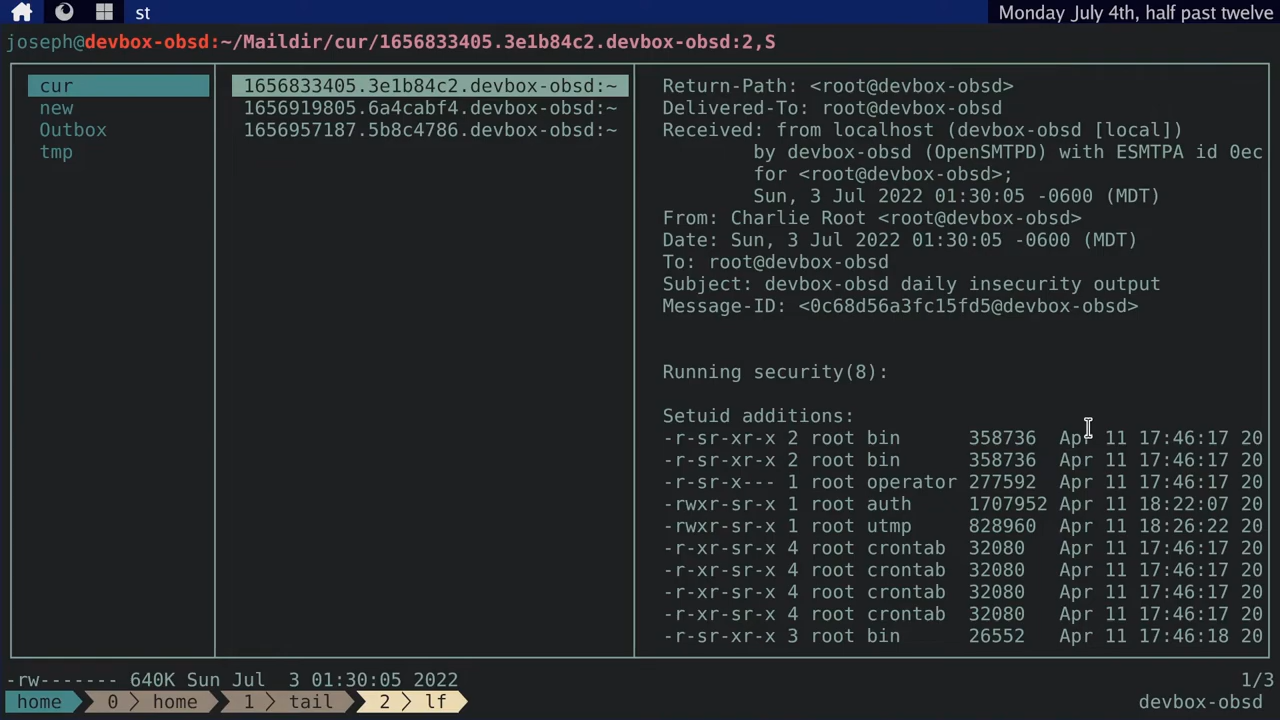 st
Monday July 4th, half past twelve
joseph@devbox-obsd:~/Maildir/cur/1656833405.3e1b84c2.devbox-obsd:2,S
cur
new
Outbox
tmp
1656833405.3e1b84c2.devbox-obsd:~
1656919805.6a4cabf4.devbox-obsd:~
1656957187.5b8c4786.devbox-obsd:~
Return-Path: <root@devbox-obsd>
Delivered-To: root@devbox-obsd
Received: from localhost (devbox-obsd [local])
by devbox-obsd (OpenSMTPD) with ESMTPA id 0ec
for <root@devbox-obsd>;
Sun, 3 Jul 2022 01:30:05 -0600 (MDT)
From: Charlie Root <root@devbox-obsd>
Date: Sun, 3 Jul 2022 01:30:05 -0600 (MDT)
To: root@devbox-obsd
Subject: devbox-obsd daily insecurity output
Message-ID: <0c68d56a3fc15fd5@devbox-obsd>
Running security(8):
Setuid additions:
-r-sr-xr-x 2 root bin 358736 Apr 11 17:46:17 20
-r-sr-xr-x 2 root bin 358736 Apr 11 17:46:17 20
-r-sr-x--- 1 root operator 277592 Apr 11 17:46:17 20
-rwxr-sr-x 1 root auth 1707952 Apr 11 18:22:07 20
-rwxr-sr-x 1 root utmp 828960 Apr 11 18:26:22 20
-r-xr-sr-x 4 root crontab 32080 Apr 11 17:46:17 20
-r-xr-sr-x 4 root crontab 32080 Apr 11 17:46:17 20
-r-xr-sr-x 4 root crontab 32080 Apr 11 17:46:17 20
-r-xr-sr-x 4 root crontab 32080 Apr 11 17:46:17 20
-r-sr-xr-x 3 root bin 26552 Apr 11 17:46:18 20
-rw------- 640K Sun Jul 3 01:30:05 2022
1/3
home 0 home 1 tail 2 lf
devbox-obsd